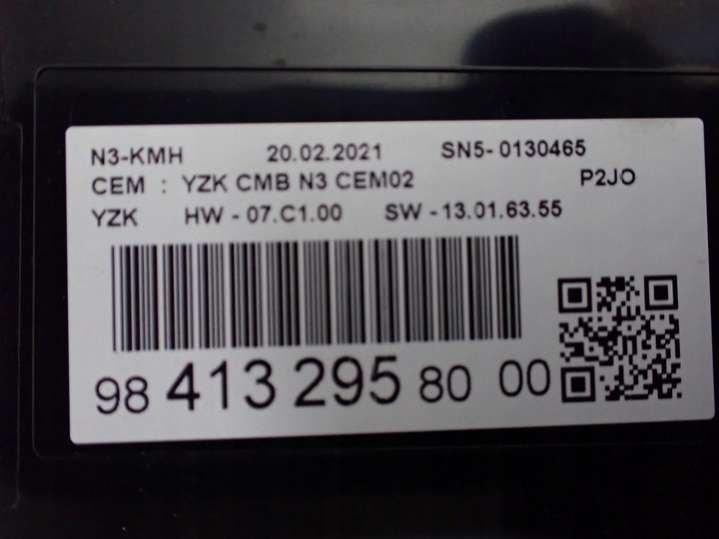 N3-KMH 20.02.2021 SN5- 0130465
CEM : YZK CMB N3 CEM02 P2JO
YZK HW - 07.C1.00 SW - 13.01.63.55
98 413 295 80 00